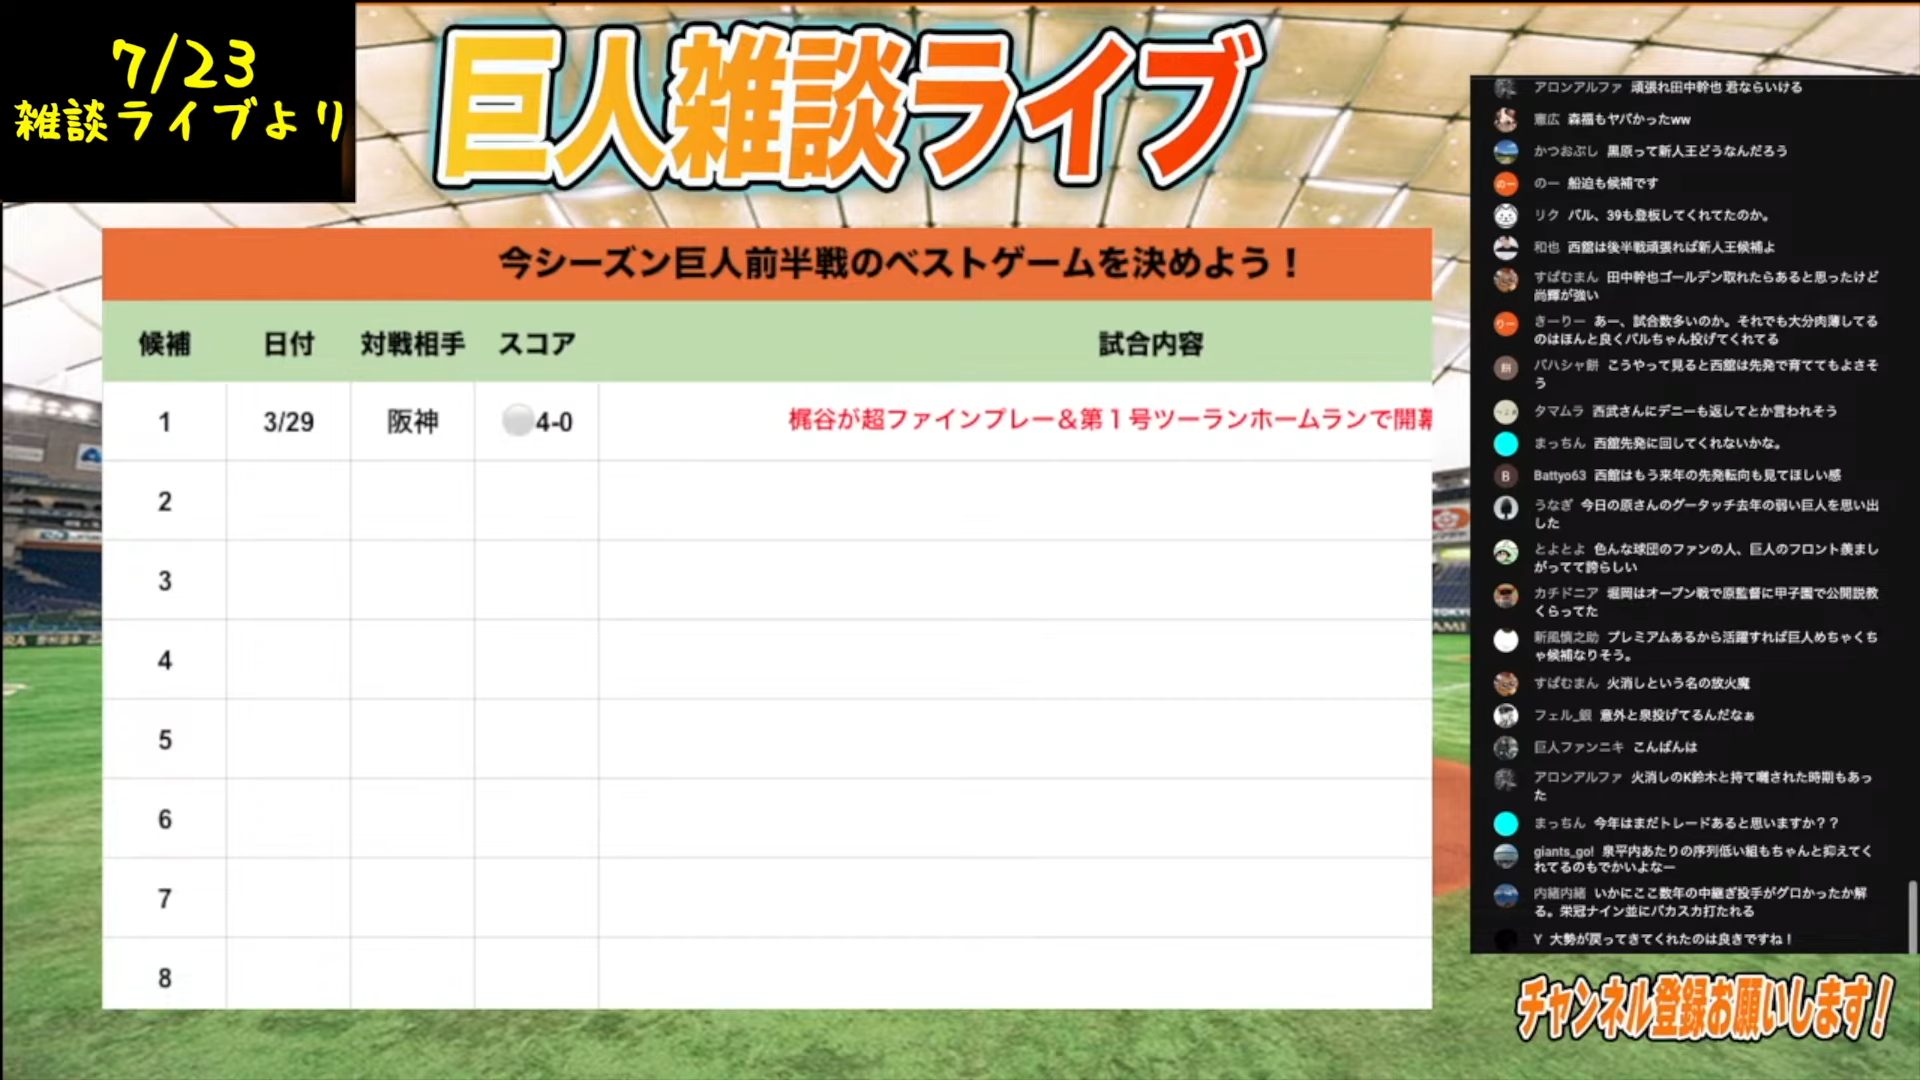 7/23
雑談ライブより
巨人雑談ライブ
今シーズン巨人前半戦のベストゲームを決めよう！
候補 日付 対戦相手 スコア 試合内容
1 3/29 阪神 4-0 梶谷が超ファインプレー＆第１号ツーランホームランで開幕
2
3
4
5
6
7
8
アロンアルファ 頑張れ田中幹也 君ならいける
憲広 森福もヤバかったww
かつおぶし 黒原って新人王どうなんだろう
のー 船迫も候補です
リク バル、39も登板してくれてたのか。
和也 西舘は後半戦頑張れば新人王候補よ
すぱむまん 田中幹也ゴールデン取れたらあると思ったけど
尚輝が強い
きーりー あー、試合数多いのか。それでも大分肉薄してる
のはほんと良くバルちゃん投げてくれてる
バハシャ餅 こうやって見ると西舘は先発で育ててもよさそ
う
タマムラ 西武さんにデニーも返してとか言われそう
まっちん 西舘先発に回してくれないかな。
Battyo63 西舘はもう来年の先発転向も見てほしい感
うなぎ 今日の原さんのグータッチ去年の弱い巨人を思い出
した
とよとよ 色んな球団のファンの人、巨人のフロント羨まし
がってて誇らしい
カチドニア 堀岡はオープン戦で原監督に甲子園で公開説教
くらってた
新風慎之助 プレミアムあるから活躍すれば巨人めちゃくち
ゃ候補なりそう。
すぱむまん 火消しという名の放火魔
フェル_銀 意外と泉投げてるんだなぁ
巨人ファンニキ こんばんは
アロンアルファ 火消しのK鈴木と持て囃された時期もあっ
た
まっちん 今年はまだトレードあると思いますか？？
giants_go! 泉平内あたりの序列低い組もちゃんと抑えてく
れてるのもでかいよなー
内緒内緒 いかにここ数年の中継ぎ投手がグロかったか解
る。栄冠ナイン並にバカスカ打たれる
Y 大勢が戻ってきてくれたのは良きですね！
チャンネル登録お願いします！